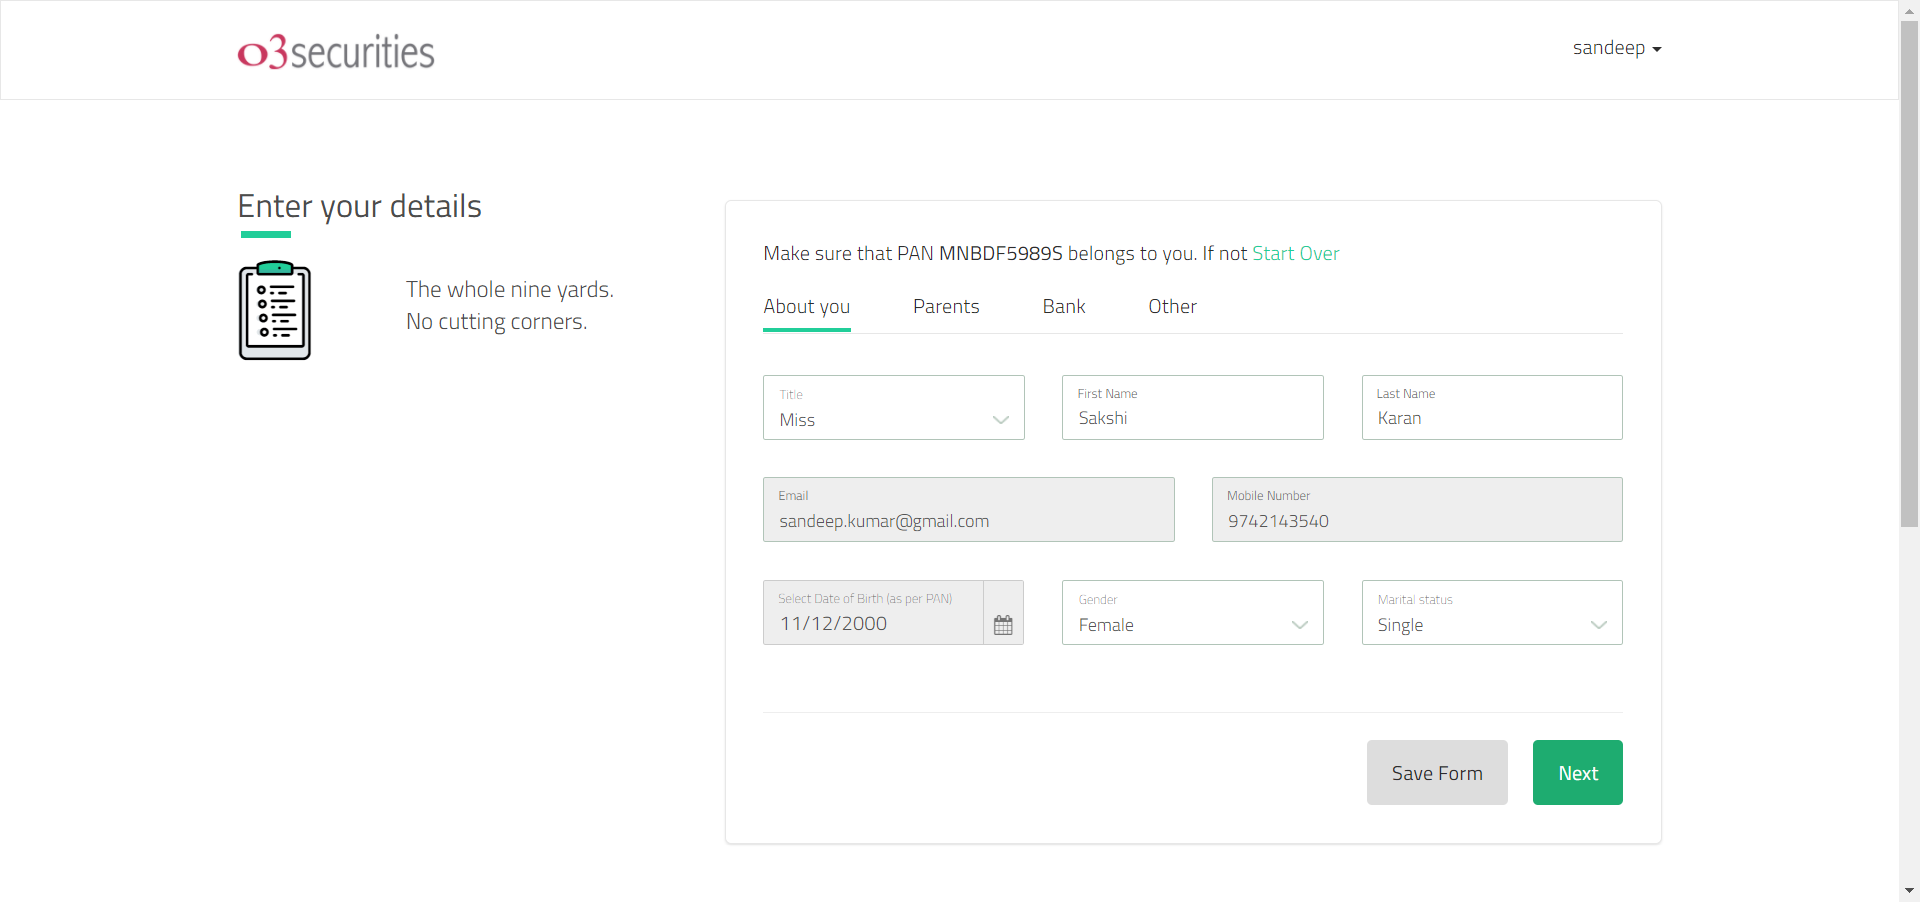 o3securities
sandeep
Enter your details
The whole nine yards.
No cutting corners.
Make sure that PAN MNBDF5989S belongs to you. If not Start Over
About you Parents Bank Other
Title First Name Last Name
Miss Sakshi Karan
Email Mobile Number
sandeep.kumar@gmail.com 9742143540
Select Date of Birth (as per PAN) Gender Marital status
11/12/2000 Female Single
Save Form Next